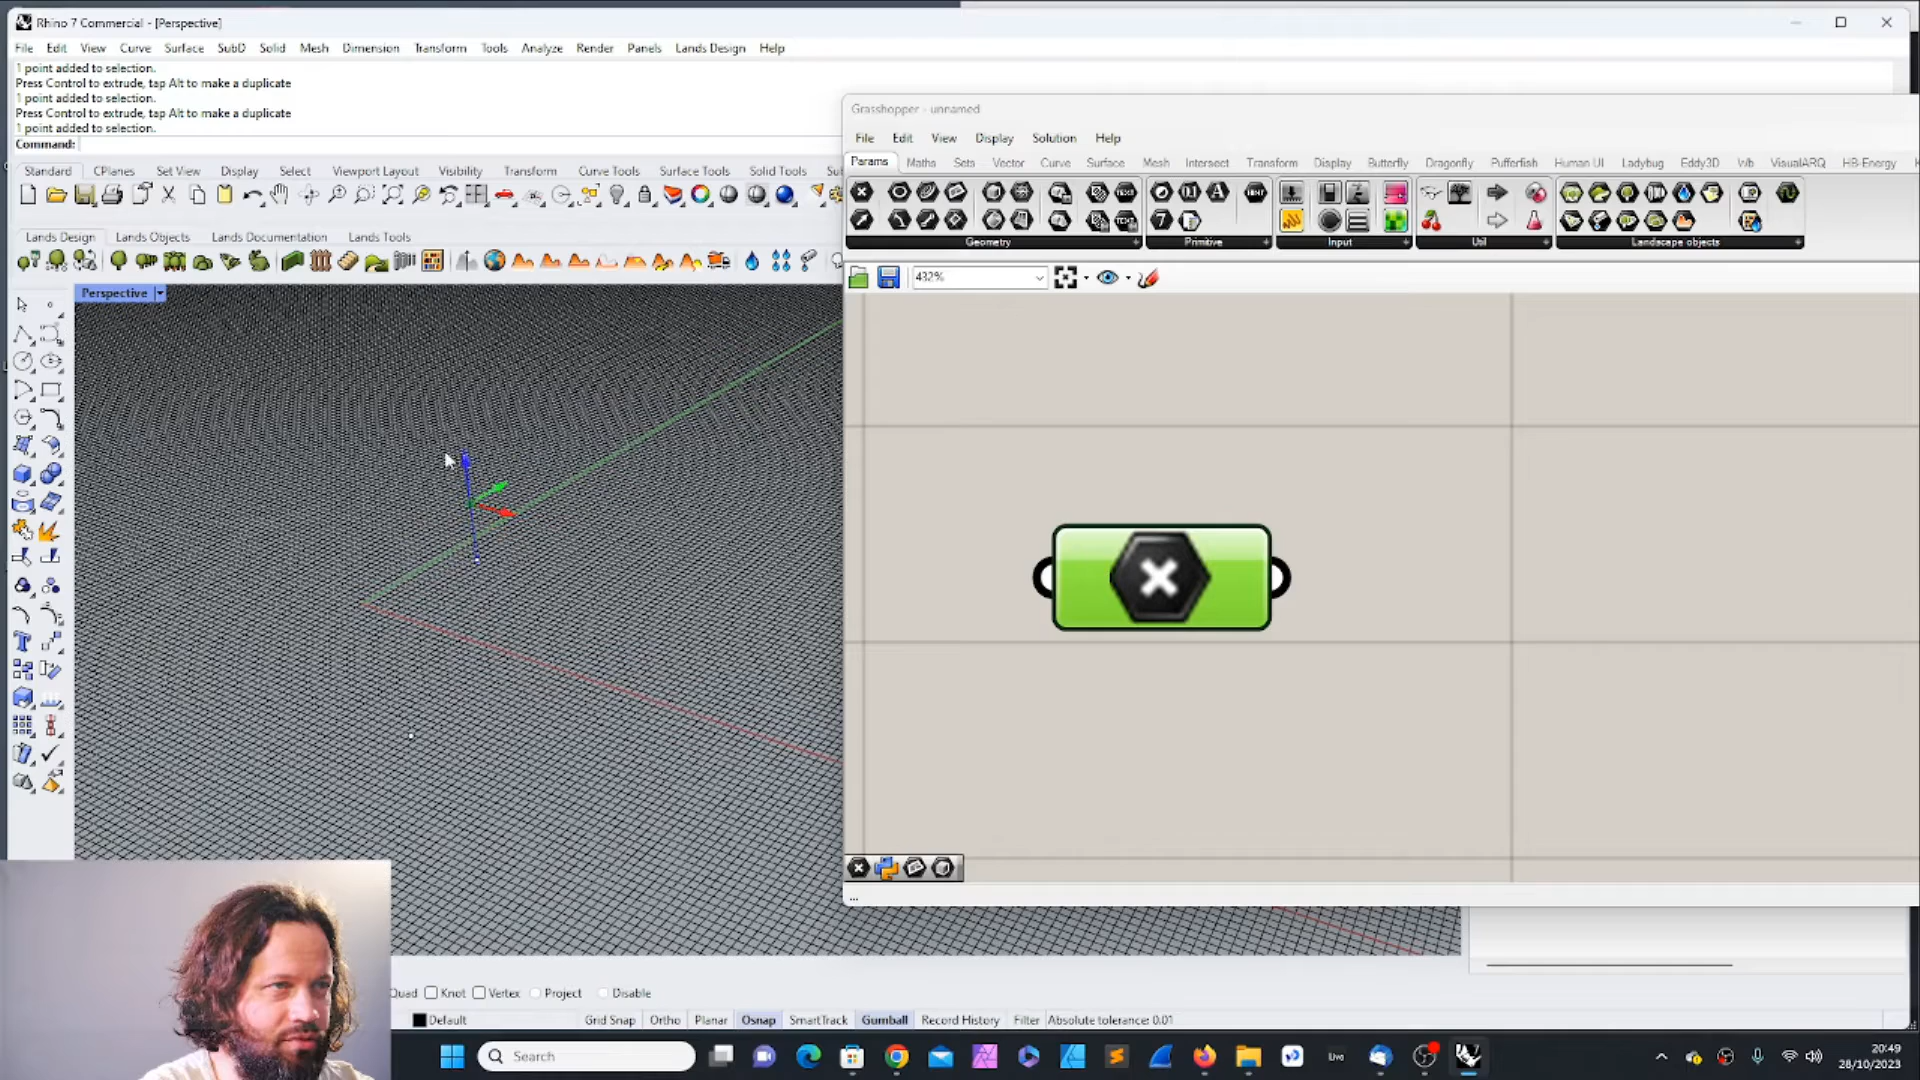 Rhino 7 Commercial - [Perspective]
File Edit View Curve Surface SubD Solid Mesh Dimension Transform Tools Analyze Render Panels Lands Design Help
1 point added to selection.
Press Control to extrude, tap Alt to make a duplicate
1 point added to selection.
Press Control to extrude, tap Alt to make a duplicate
1 point added to selection.
Command:
Standard CPlanes Set View Display Select Viewport Layout Visibility Transform Curve Tools Surface Tools Solid Tools Su
Lands Design Lands Objects Lands Documentation Lands Tools
Perspective
Grasshopper - unnamed
File Edit View Display Solution Help
Params Maths Sets Vector Curve Surface Mesh Intersect Transform Display Butterfly Dragonfly Pufferfish Human UI Ladybug Eddy3D Wb VisualARQ HB-Energy
Geometry Primitive Input Util Landscape objects
432%
...
Quad Knot Vertex Project Disable
Default Grid Snap Ortho Planar Osnap SmartTrack Gumball Record History Filter Absolute tolerance: 0.01
Search
Live
20:49
28/10/2023